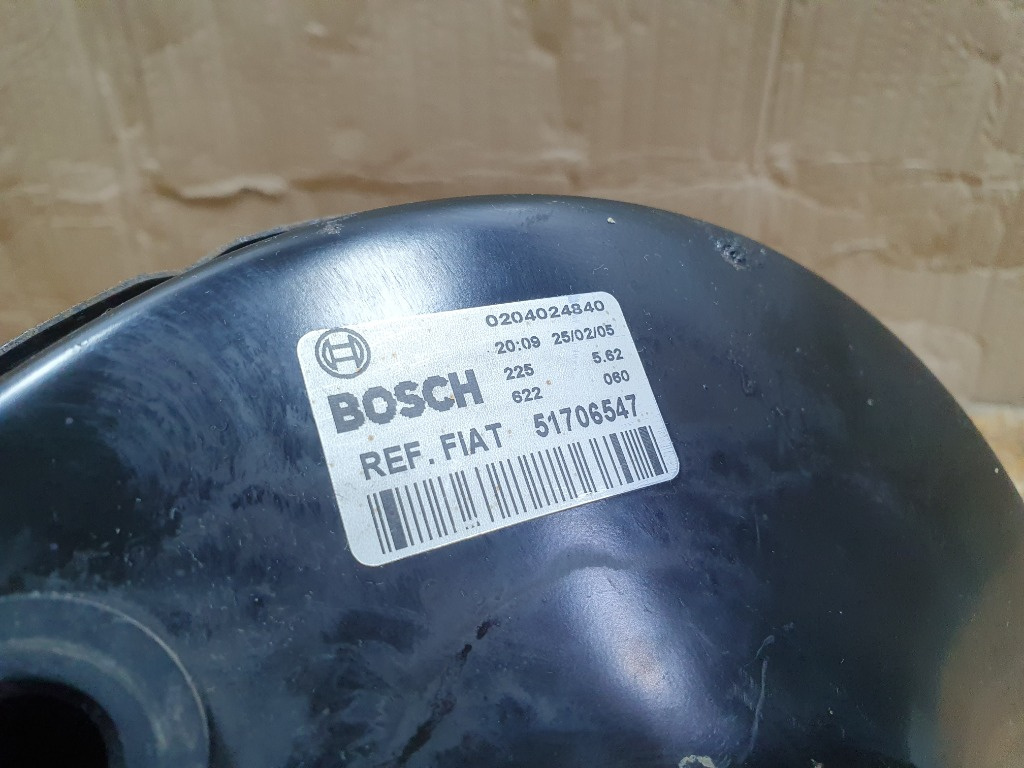 0204024840
20:09 25/02/05
BOSCH 225 5.62
622 060
REF. FIAT 51706547